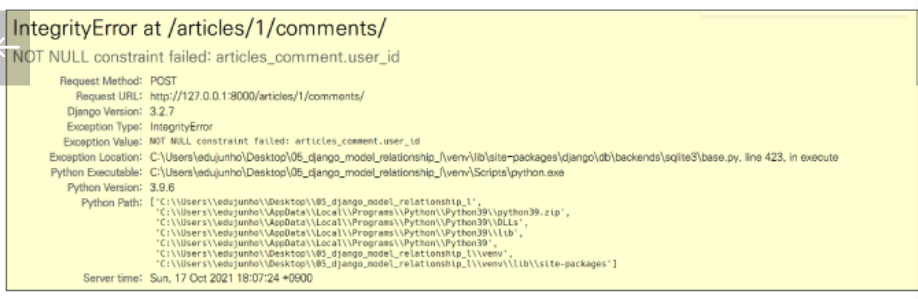 IntegrityError at /articles/1/comments/
NOT NULL constraint failed: articles_comment.user_id
Request Method: POST
Request URL: http://127.0.0.1:8000/articles/1/comments/
Django Version: 3.2.7
Exception Type: IntegrityError
Exception Value: NOT NULL constraint failed: articles_comment.user_id
Exception Location: C:\Users\edujunho\Desktop\05_django_model_relationship_l\venv\lib\site-packages\django\db\backends\sqlite3\base.py, line 423, in execute
Python Executable: C:\Users\edujunho\Desktop\05_django_model_relationship_l\venv\Scripts\python.exe
Python Version: 3.9.6
Python Path: ['C:\\Users\\edujunho\\Desktop\\05_django_model_relationship_l',
'C:\\Users\\edujunho\\AppData\\Local\\Programs\\Python\\Python39\\python39.zip',
'C:\\Users\\edujunho\\AppData\\Local\\Programs\\Python\\Python39\\DLLs',
'C:\\Users\\edujunho\\AppData\\Local\\Programs\\Python\\Python39\\lib',
'C:\\Users\\edujunho\\AppData\\Local\\Programs\\Python\\Python39',
'C:\\Users\\edujunho\\Desktop\\05_django_model_relationship_l\\venv',
'C:\\Users\\edujunho\\Desktop\\05_django_model_relationship_l\\venv\\lib\\site-packages']
Server time: Sun, 17 Oct 2021 18:07:24 +0900